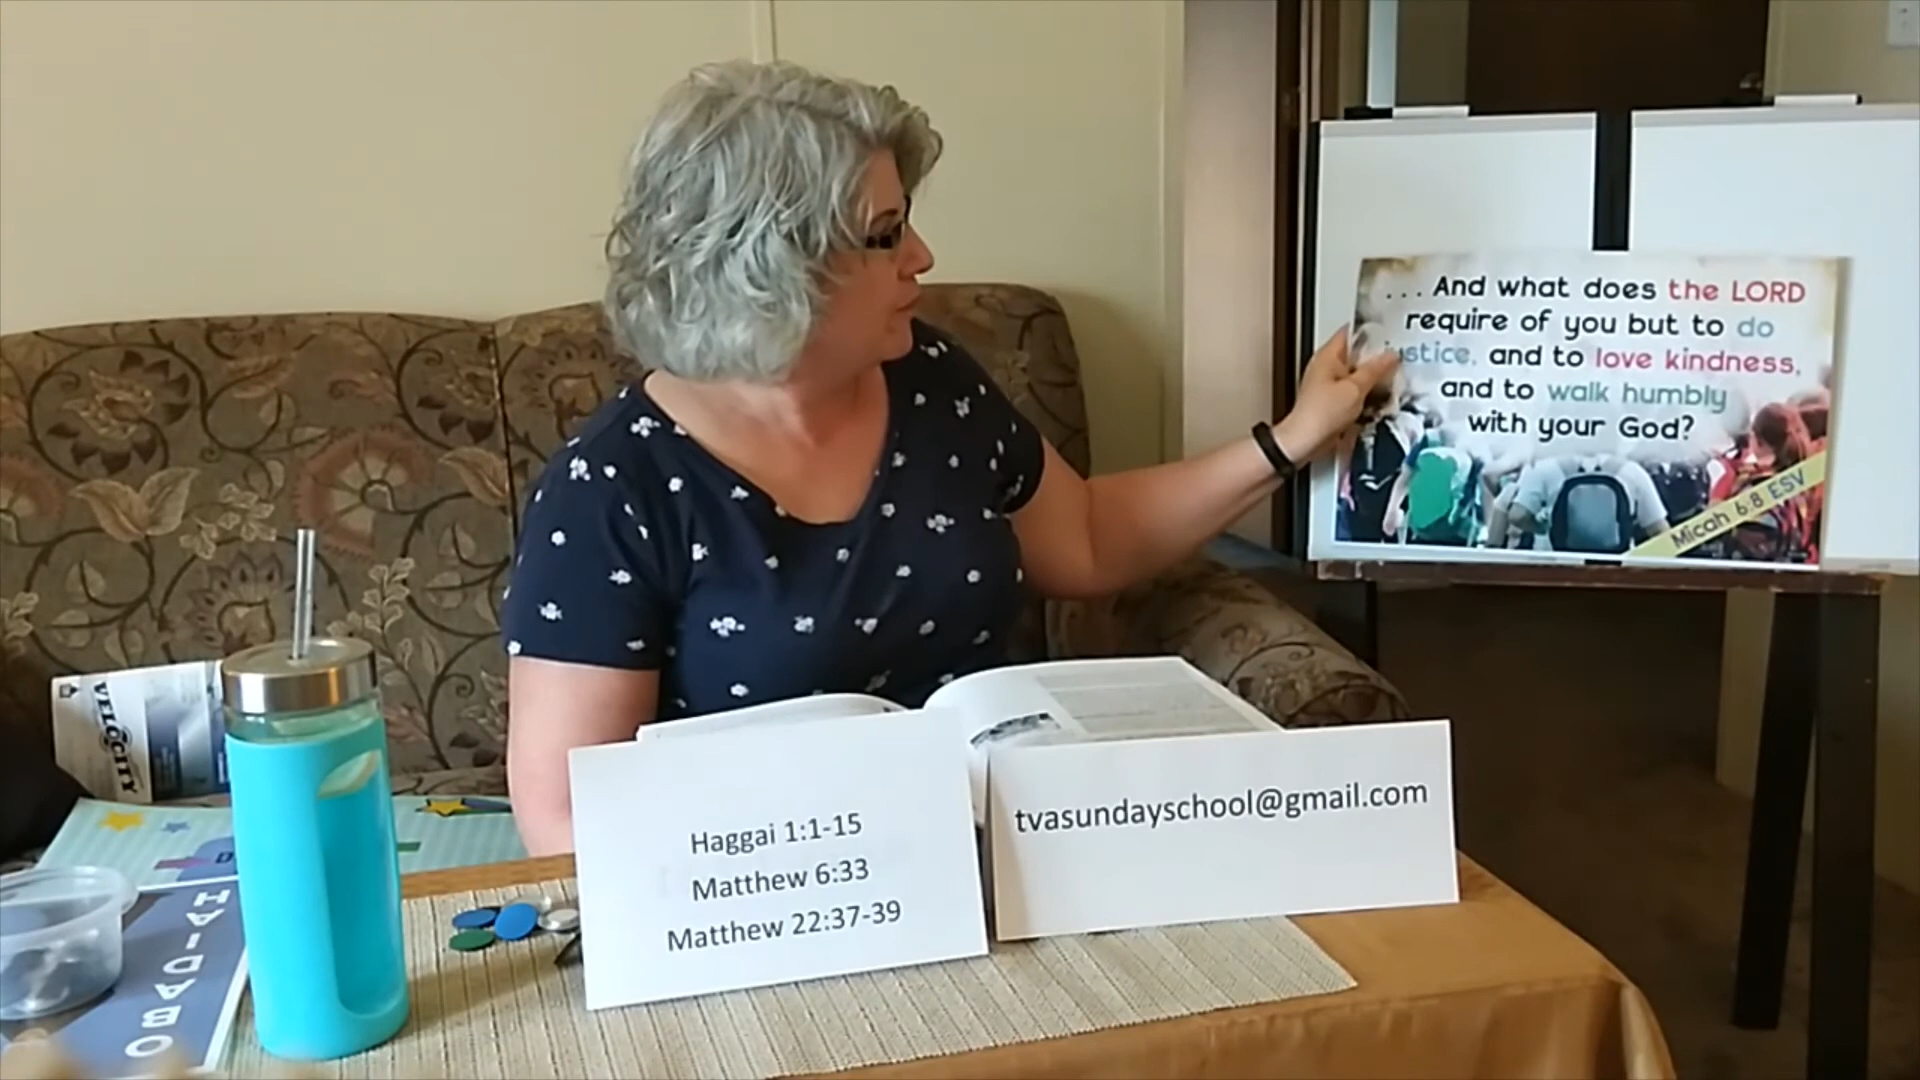 ... And what does the LORD
require of you but to do
justice, and to love kindness,
and to walk humbly
with your God?
Micah 6:8 ESV
VELOCITY
Haggai 1:1-15
Matthew 6:33
Matthew 22:37-39
tvasundayschool@gmail.com